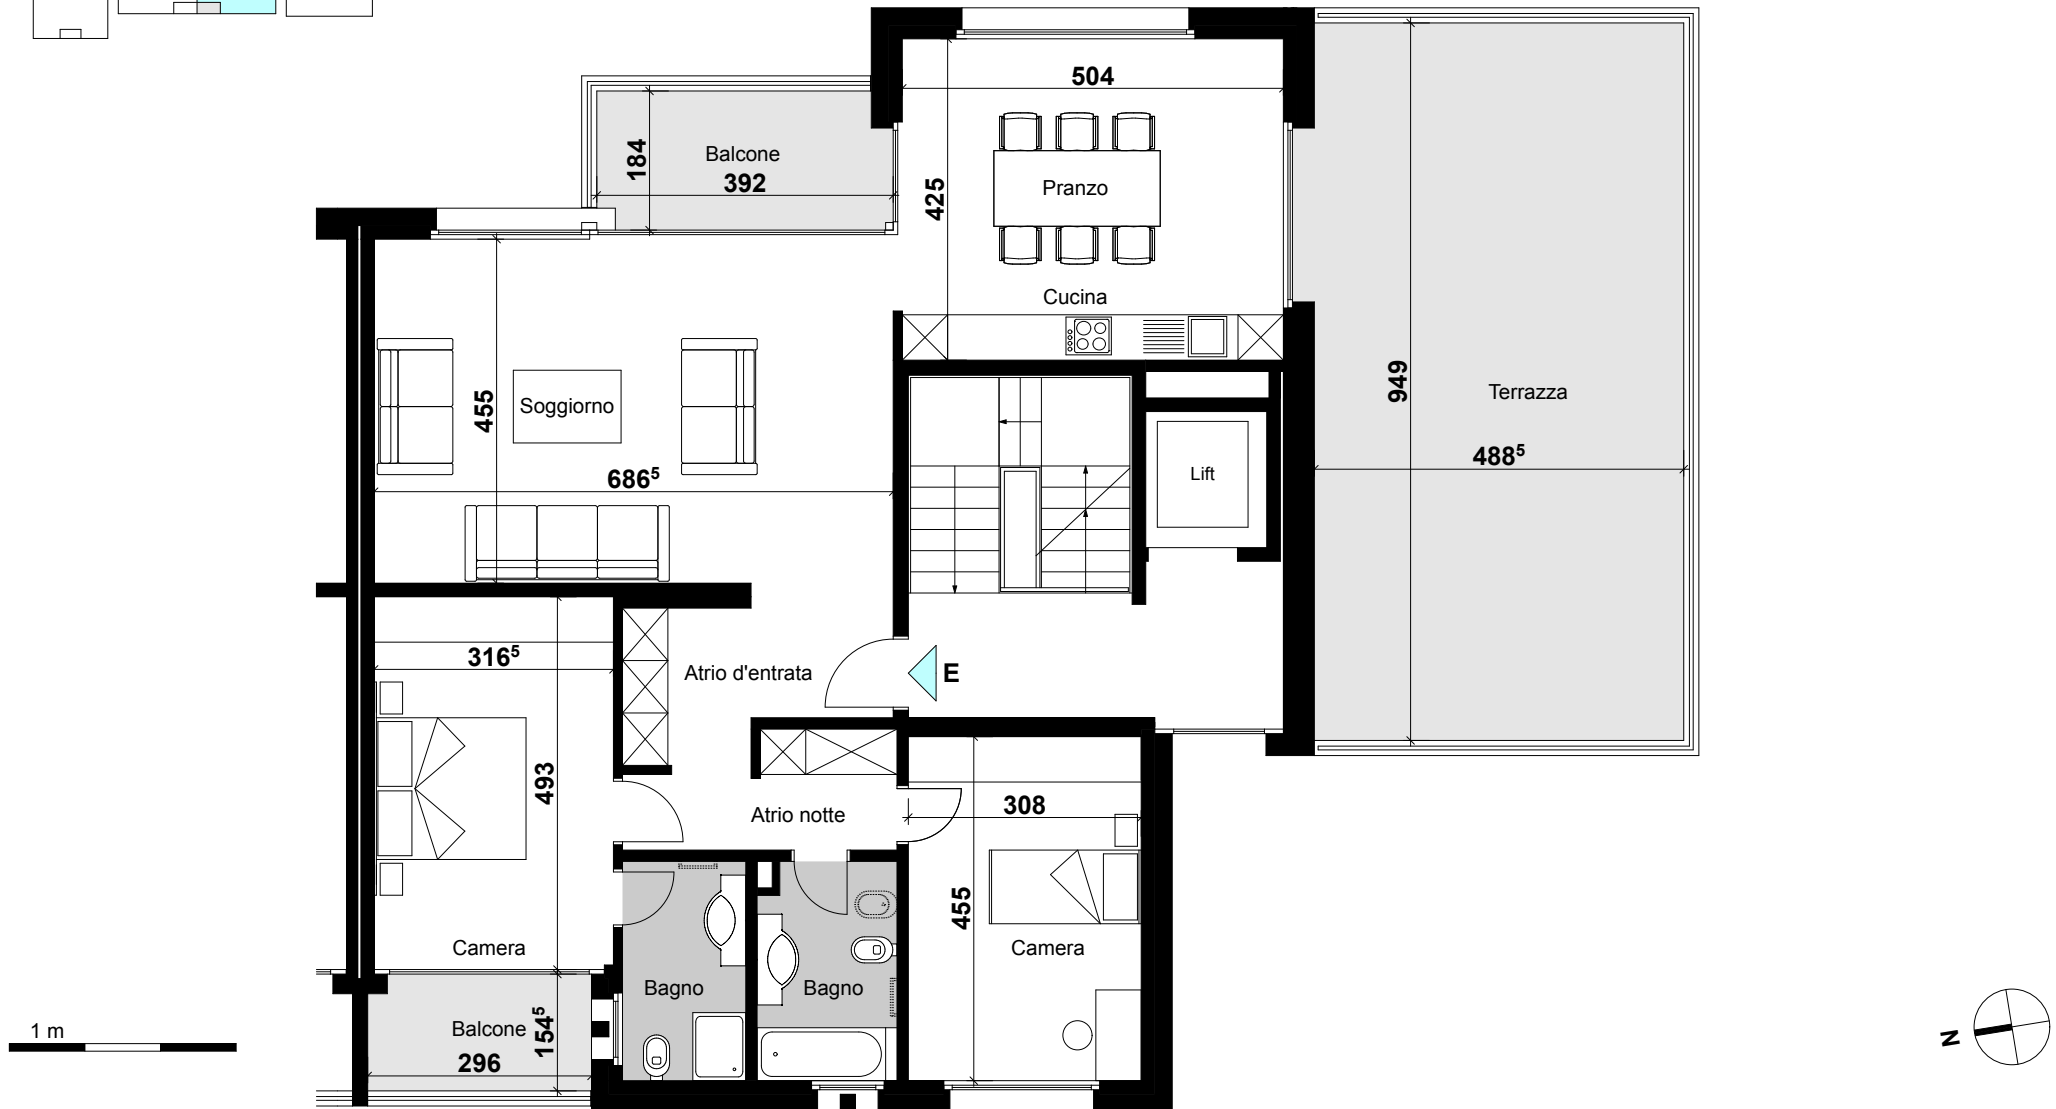 504
184
Balcone
392
425
Pranzo
Cucina
455
Soggiorno
686⁵
949
Terrazza
488⁵
Lift
316⁵
Atrio d'entrata
E
493
Atrio notte
308
455
Camera
Camera
Bagno
Bagno
1 m
Balcone
154⁵
296
N